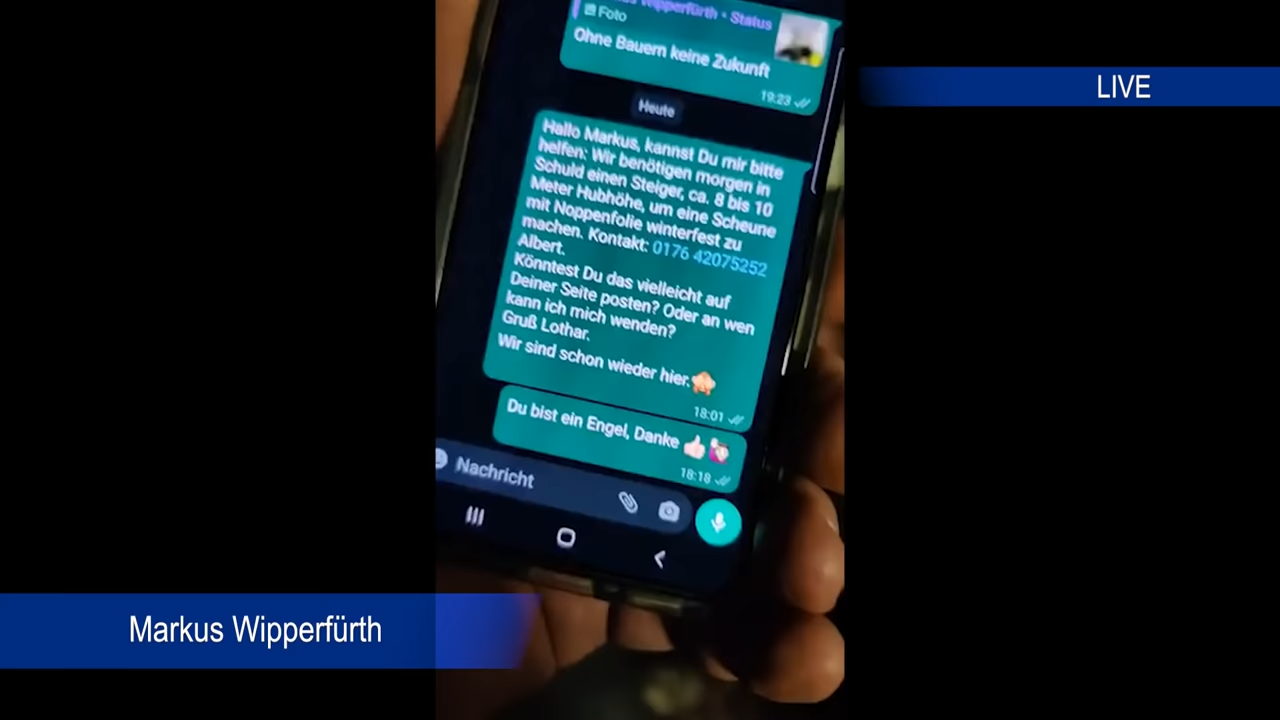 Wipperfürth • Status
Foto
Ohne Bauern keine Zukunft
19:23
Heute
Hallo Markus, kannst Du mir bitte
helfen: Wir benötigen morgen in
Schuld einen Steiger, ca. 8 bis 10
Meter Hubhöhe, um eine Scheune
mit Noppenfolie winterfest zu
machen. Kontakt: 0176 42075252
Albert.
Könntest Du das vielleicht auf
Deiner Seite posten? Oder an wen
kann ich mich wenden?
Gruß Lothar.
Wir sind schon wieder hier.
18:01
Du bist ein Engel, Danke
18:18
Nachricht
LIVE
Markus Wipperfürth